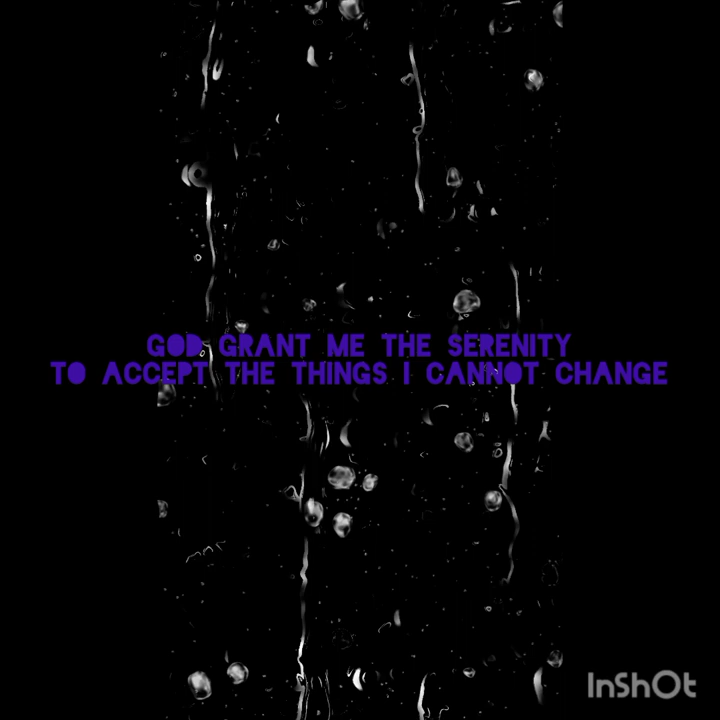 GOD GRANT ME THE SERENITY
TO ACCEPT THE THINGS I CANNOT CHANGE
InShOt